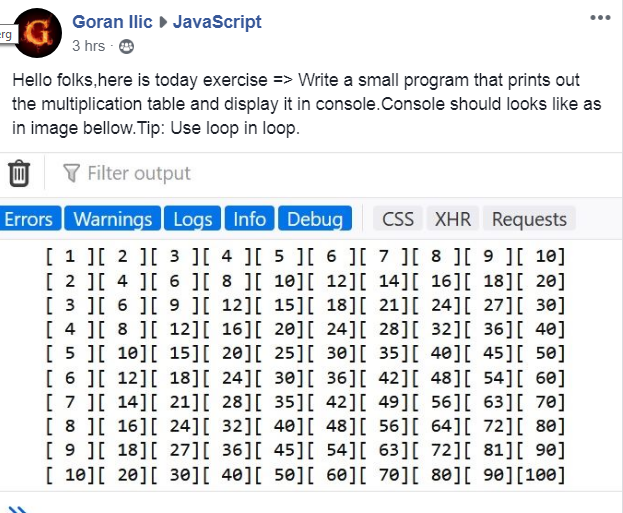 erg
G
Goran Ilic JavaScript
3 hrs ·
Hello folks,here is today exercise => Write a small program that prints out
the multiplication table and display it in console.Console should looks like as
in image bellow.Tip: Use loop in loop.
Filter output
Errors Warnings Logs Info Debug CSS XHR Requests
[ 1 ][ 2 ][ 3 ][ 4 ][ 5 ][ 6 ][ 7 ][ 8 ][ 9 ][ 10]
[ 2 ][ 4 ][ 6 ][ 8 ][ 10][ 12][ 14][ 16][ 18][ 20]
[ 3 ][ 6 ][ 9 ][ 12][ 15][ 18][ 21][ 24][ 27][ 30]
[ 4 ][ 8 ][ 12][ 16][ 20][ 24][ 28][ 32][ 36][ 40]
[ 5 ][ 10][ 15][ 20][ 25][ 30][ 35][ 40][ 45][ 50]
[ 6 ][ 12][ 18][ 24][ 30][ 36][ 42][ 48][ 54][ 60]
[ 7 ][ 14][ 21][ 28][ 35][ 42][ 49][ 56][ 63][ 70]
[ 8 ][ 16][ 24][ 32][ 40][ 48][ 56][ 64][ 72][ 80]
[ 9 ][ 18][ 27][ 36][ 45][ 54][ 63][ 72][ 81][ 90]
[ 10][ 20][ 30][ 40][ 50][ 60][ 70][ 80][ 90][100]